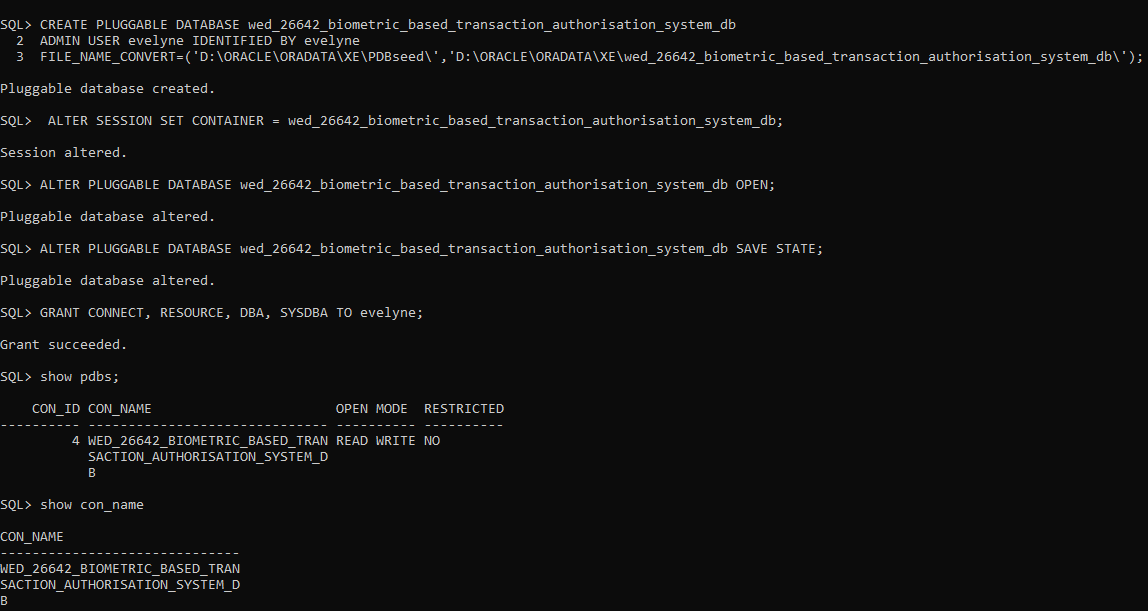 SQL> CREATE PLUGGABLE DATABASE wed_26642_biometric_based_transaction_authorisation_system_db
  2  ADMIN USER evelyne IDENTIFIED BY evelyne
  3  FILE_NAME_CONVERT=('D:\ORACLE\ORADATA\XE\PDBseed\','D:\ORACLE\ORADATA\XE\wed_26642_biometric_based_transaction_authorisation_system_db\');
Pluggable database created.
SQL>  ALTER SESSION SET CONTAINER = wed_26642_biometric_based_transaction_authorisation_system_db;
Session altered.
SQL> ALTER PLUGGABLE DATABASE wed_26642_biometric_based_transaction_authorisation_system_db OPEN;
Pluggable database altered.
SQL> ALTER PLUGGABLE DATABASE wed_26642_biometric_based_transaction_authorisation_system_db SAVE STATE;
Pluggable database altered.
SQL> GRANT CONNECT, RESOURCE, DBA, SYSDBA TO evelyne;
Grant succeeded.
SQL> show pdbs;
    CON_ID CON_NAME                       OPEN MODE  RESTRICTED
---------- ------------------------------ ---------- ----------
         4 WED_26642_BIOMETRIC_BASED_TRAN READ WRITE NO
           SACTION_AUTHORISATION_SYSTEM_D
           B
SQL> show con_name
CON_NAME
------------------------------
WED_26642_BIOMETRIC_BASED_TRAN
SACTION_AUTHORISATION_SYSTEM_D
B